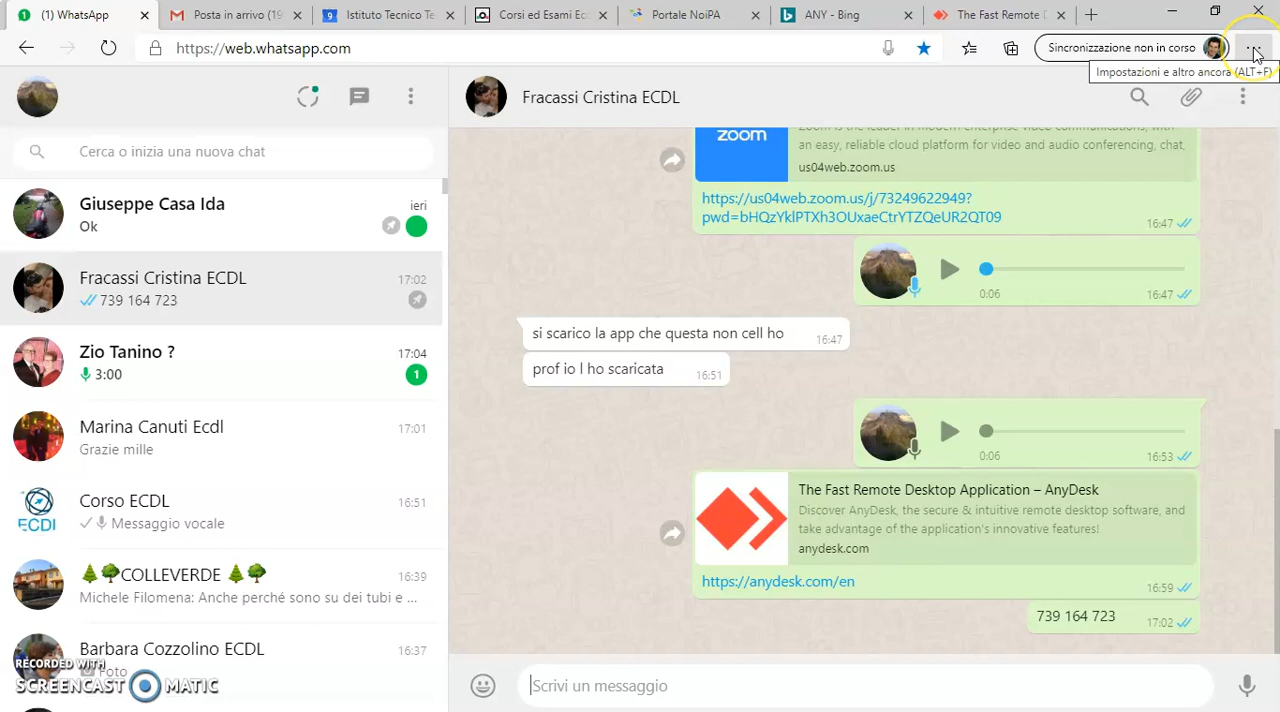 (1) WhatsApp
Posta in arrivo (19
Istituto Tecnico Te
Corsi ed Esami Ec
Portale NoiPA
ANY - Bing
The Fast Remote D
https://web.whatsapp.com
Sincronizzazione non in corso
Impostazioni e altro ancora (ALT+F)
Fracassi Cristina ECDL
Cerca o inizia una nuova chat
Giuseppe Casa Ida
ieri
Ok
Fracassi Cristina ECDL
17:02
739 164 723
Zio Tanino ?
17:04
3:00
1
Marina Canuti Ecdl
17:01
Grazie mille
Corso ECDL
16:51
Messaggio vocale
COLLEVERDE
16:39
Michele Filomena: Anche perché sono su dei tubi e ...
Barbara Cozzolino ECDL
16:37
Foto
RECORDED WITH
SCREENCAST MATIC
zoom
Zoom is the leader in modern enterprise video communications, with
an easy, reliable cloud platform for video and audio conferencing, chat,
us04web.zoom.us
https://us04web.zoom.us/j/73249622949?
pwd=bHQzYklPTXh3OUxaeCtrYTZQeUR2QT09
16:47
0:06
16:47
si scarico la app che questa non cell ho
16:47
prof io l ho scaricata
16:51
0:06
16:53
The Fast Remote Desktop Application – AnyDesk
Discover AnyDesk, the secure & intuitive remote desktop software, and
take advantage of the application's innovative features!
anydesk.com
https://anydesk.com/en
16:59
739 164 723
17:02
Scrivi un messaggio